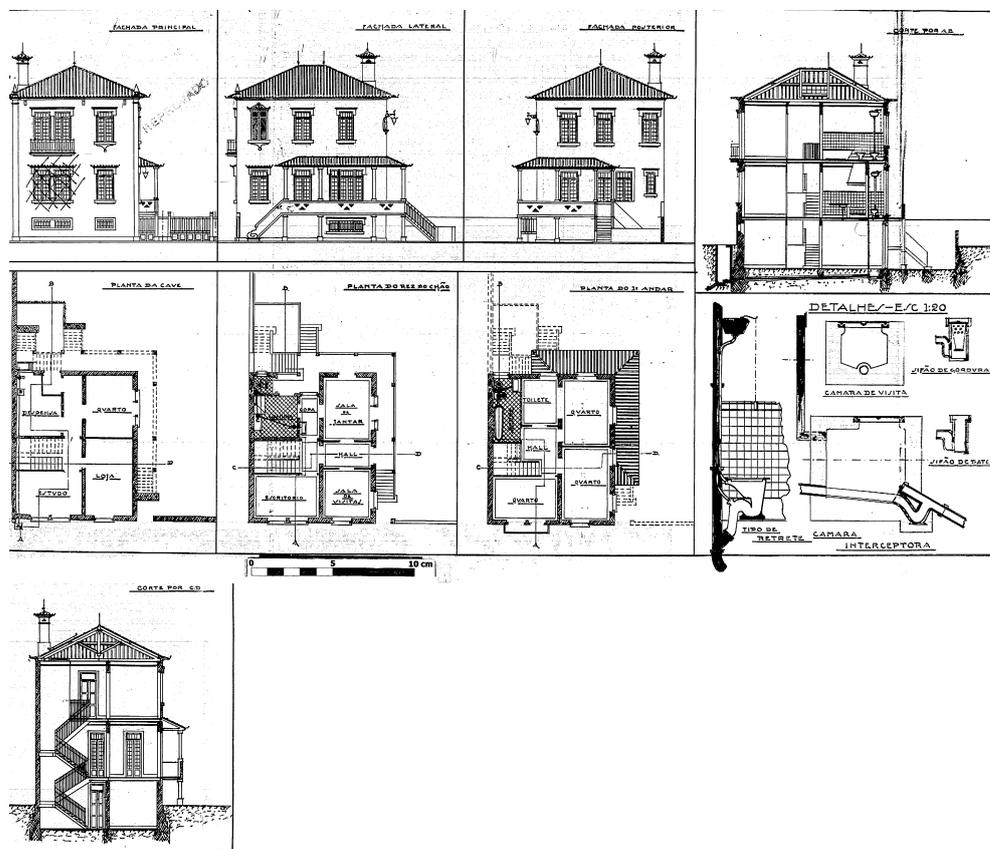 FACHADA PRINCIPAL
FACHADA LATERAL
FACHADA POSTERIOR
CORTE POR AB
REPROVADO
PLANTA DA CAVE
PLANTA DO REZ DO CHÃO
PLANTA DO 1º ANDAR
B
B
B
DESPENSA
QUARTO
ESTUDO
LOJA
D
A
COPA
SALA
DE
JANTAR
HALL
C
D
ESCRITORIO
SALA
DE
VISITAS
A
TOILETE
QUARTO
HALL
C
D
QUARTO
QUARTO
A
DETALHES-ESC 1:20
CAMARA DE VISITA
SIFÃO DE GORDURA
TIPO DE
RETRETE
CAMARA
INTERCEPTORA
0 5 10 cm
CORTE POR CD